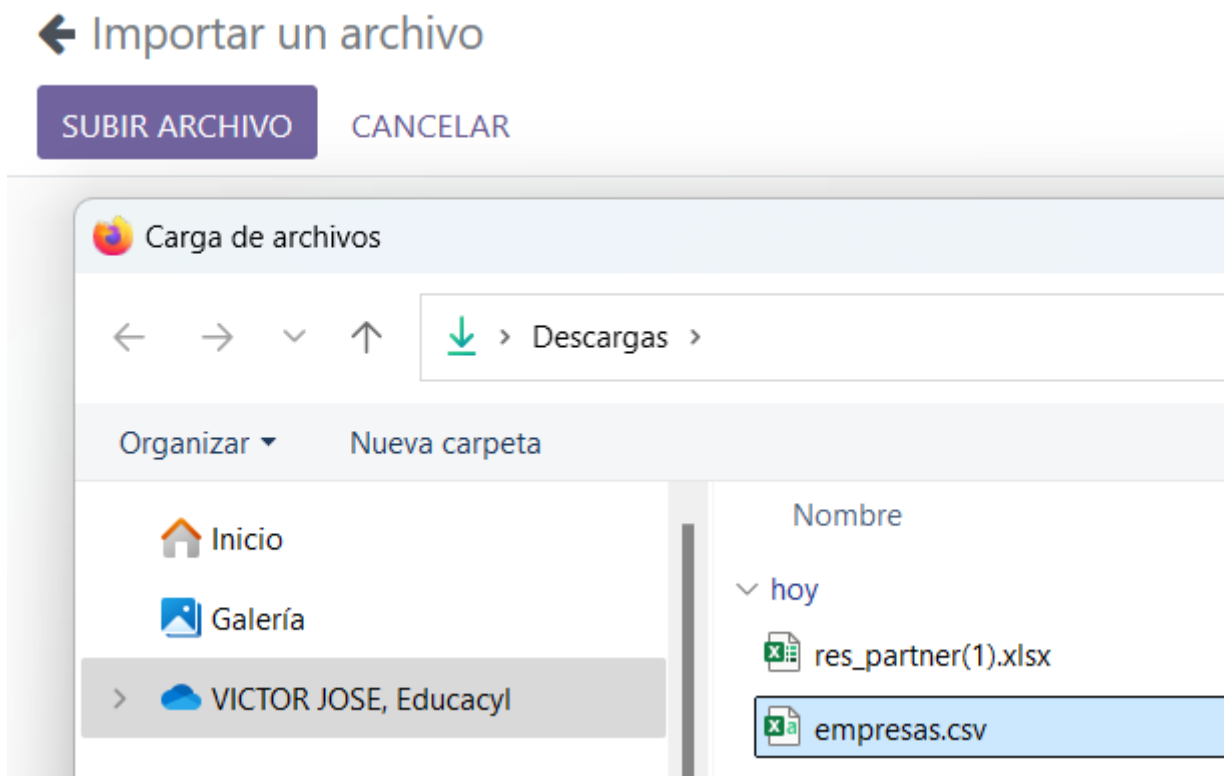 Importar un archivo
SUBIR ARCHIVO CANCELAR
Carga de archivos
Descargas
Organizar Nueva carpeta
Inicio
Galería
VICTOR JOSE, Educacyl
Nombre
hoy
res_partner(1).xlsx
empresas.csv